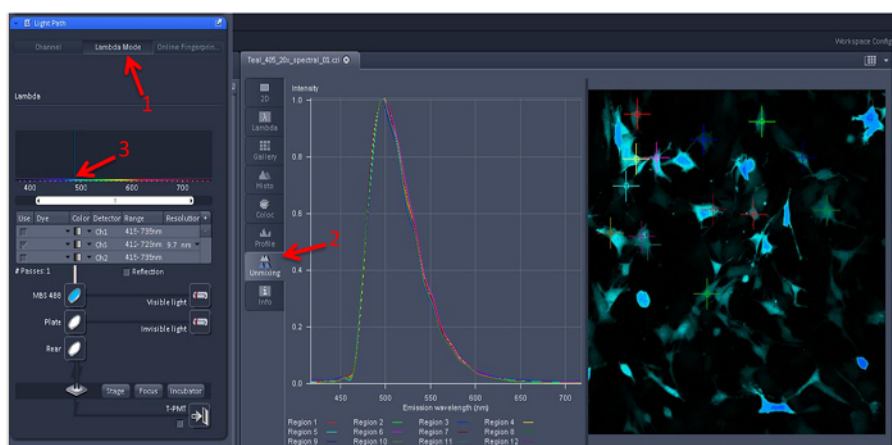 Light Path
Channel Lambda Mode Online Fingerprin...
1
Lambda
3
400 500 600 700
Use Dye Color Detector Range Resolution
Ch1 415-735nm
Ch1 412-723nm 9.7 nm
Ch2 415-735nm
# Passes: 1 Reflection
MBS 488 Visible light
Plate Invisible light
Rear
Stage Focus Incubator
T-PMT
Workspace Config
Teal_405_20x_spectral_01.czi
2D
Lambda
Gallery
Histo
Coloc
Profile
Unmixing
Info
2
Intensity
1.0
0.8
0.6
0.4
0.2
0.0
450 500 550 600 650 700
Emission wavelength (nm)
Region 1 Region 2 Region 3 Region 4
Region 5 Region 6 Region 7 Region 8
Region 9 Region 10 Region 11 Region 12